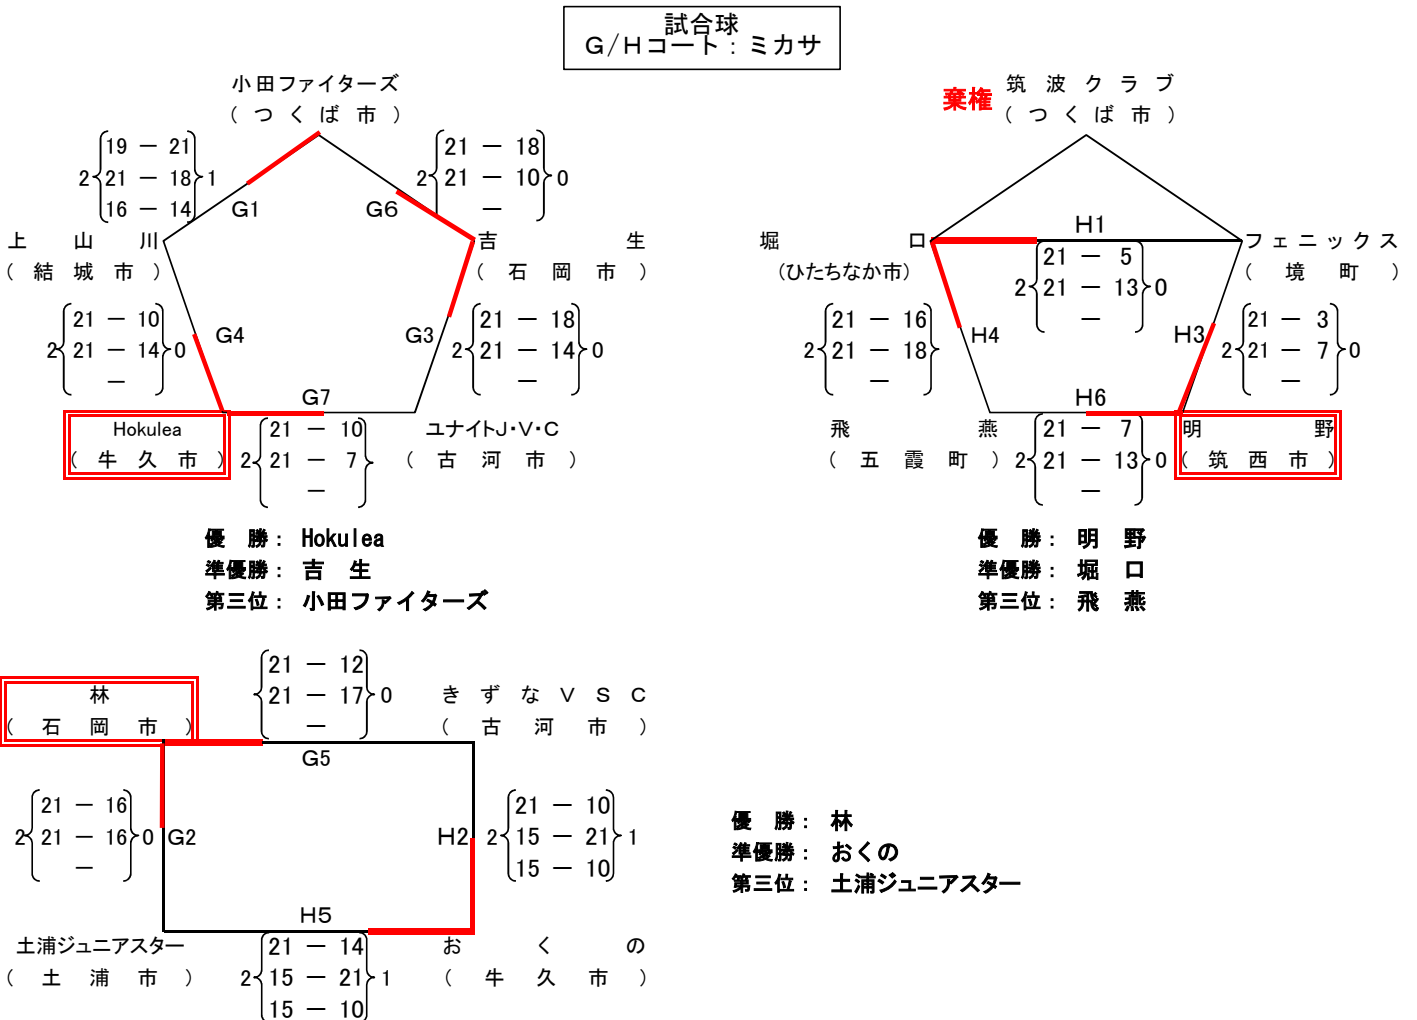 試合球
G/Hコート：ミカサ
小田ファイターズ
（つくば市）
19 － 21
2 21 － 18 1
16 － 14
G1
21 － 18
2 21 － 10 0
－
G6
上山川
（結城市）
吉生
（石岡市）
21 － 10
2 21 － 14 0
－
G4
21 － 18
2 21 － 14 0
－
G3
G7
Hokulea
（牛久市）
21 － 10
2 21 － 7
－
ユナイトJ・V・C
（古河市）
優　勝： Hokulea
準優勝： 吉　生
第三位： 小田ファイターズ
棄権
筑波クラブ
（つくば市）
堀口
（ひたちなか市）
H1
21 － 5
2 21 － 13 0
－
フェニックス
（境町）
21 － 16
2 21 － 18
－
H4
H3
21 － 3
2 21 － 7 0
－
H6
飛燕
（五霞町）
21 － 7
2 21 － 13 0
－
明野
（筑西市）
優　勝： 明　野
準優勝： 堀　口
第三位： 飛　燕
林
（石岡市）
21 － 12
21 － 17 0
－
きずなVSC
（古河市）
G5
21 － 16
2 21 － 16 0
－
G2
H2
21 － 10
2 15 － 21 1
15 － 10
H5
土浦ジュニアスター
（土浦市）
21 － 14
2 15 － 21 1
15 － 10
おくの
（牛久市）
優　勝： 林
準優勝： おくの
第三位： 土浦ジュニアスター